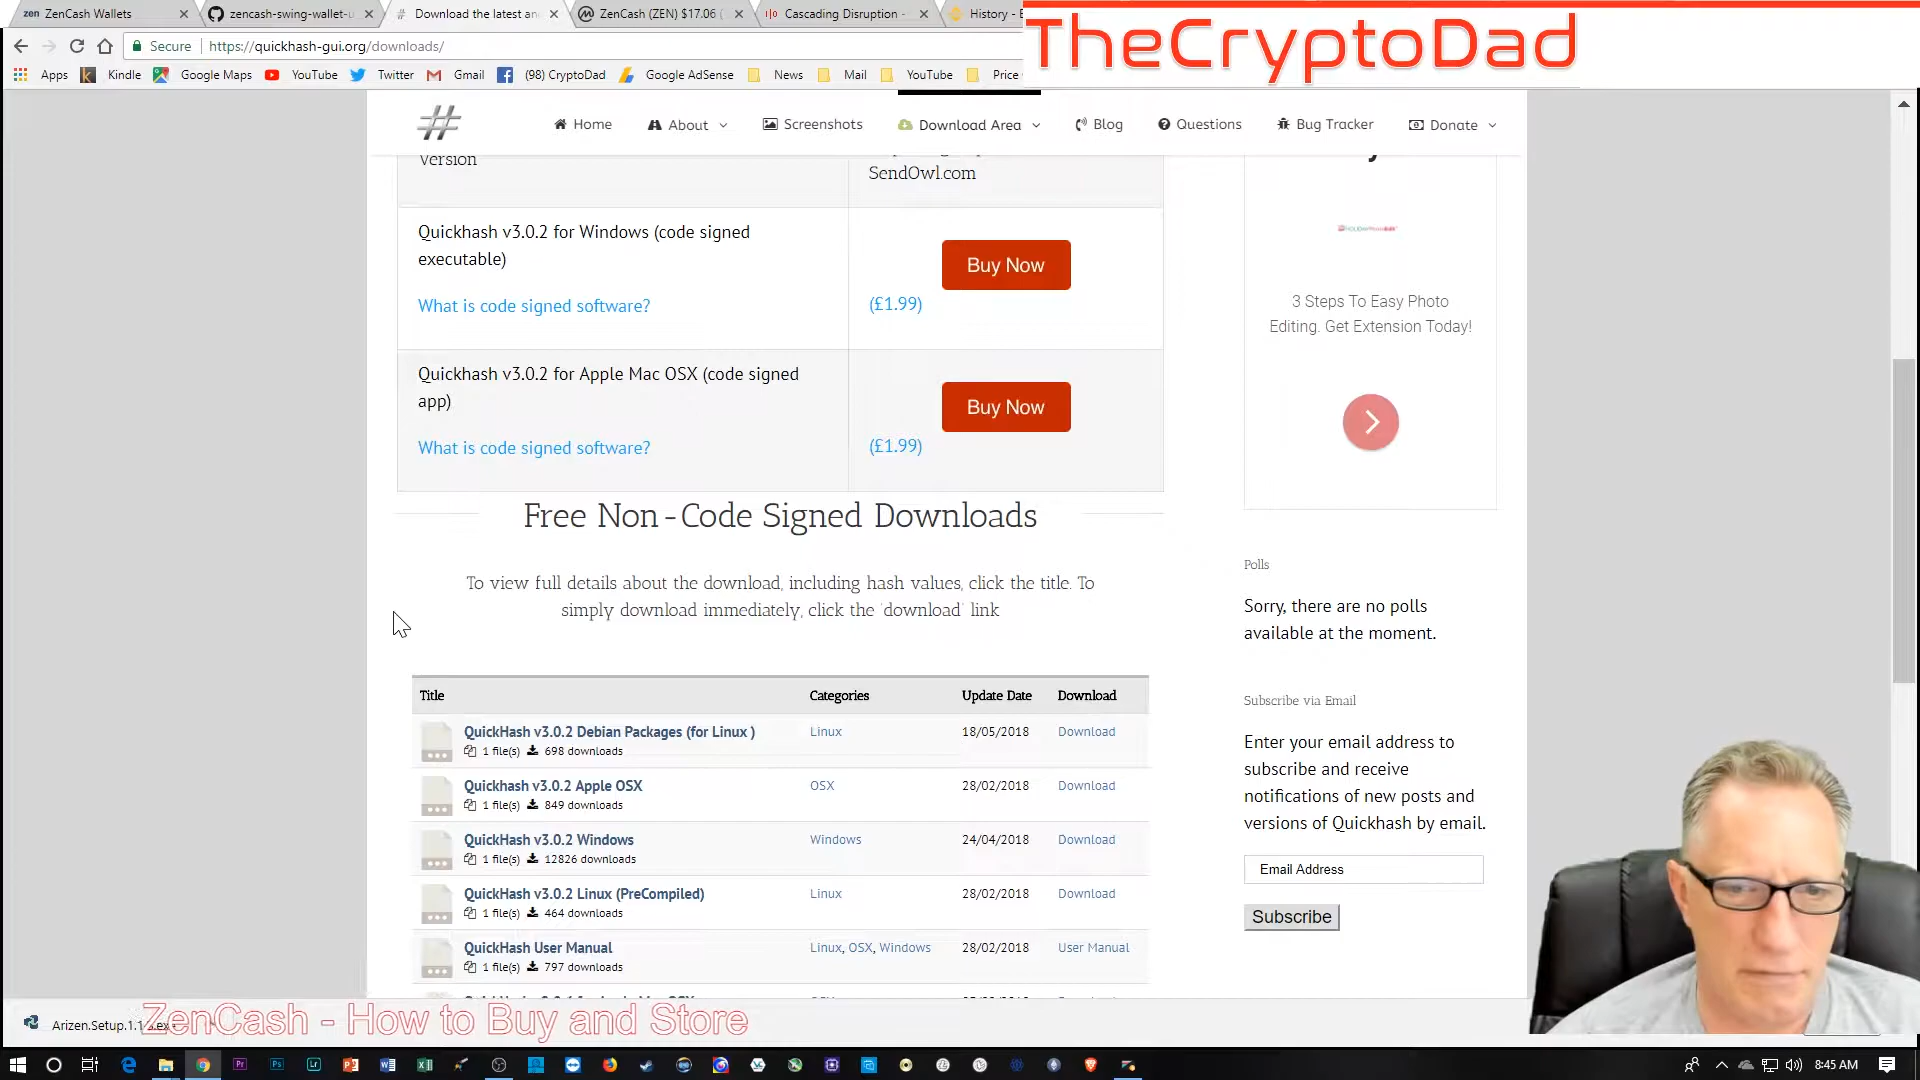 zen ZenCash Wallets
zencash-swing-wallet-u
# Download the latest an
ZenCash (ZEN) $17.06 (
Cascading Disruption -
History - E
TheCryptoDad
Secure https://quickhash-gui.org/downloads/
Apps Kindle Google Maps YouTube Twitter Gmail (98) CryptoDad Google AdSense News Mail YouTube Price
# Home About Screenshots Download Area Blog Questions Bug Tracker Donate
Version
SendOwl.com
Quickhash v3.0.2 for Windows (code signed
executable)
What is code signed software?
Buy Now
(£1.99)
Quickhash v3.0.2 for Apple Mac OSX (code signed
app)
What is code signed software?
Buy Now
(£1.99)
Free Non-Code Signed Downloads
To view full details about the download, including hash values, click the title. To
simply download immediately, click the 'download' link
Title Categories Update Date Download
QuickHash v3.0.2 Debian Packages (for Linux ) Linux 18/05/2018 Download
1 file(s) 698 downloads
Quickhash v3.0.2 Apple OSX OSX 28/02/2018 Download
1 file(s) 849 downloads
QuickHash v3.0.2 Windows Windows 24/04/2018 Download
1 file(s) 12826 downloads
QuickHash v3.0.2 Linux (PreCompiled) Linux 28/02/2018 Download
1 file(s) 464 downloads
QuickHash User Manual Linux, OSX, Windows 28/02/2018 User Manual
1 file(s) 797 downloads
3 Steps To Easy Photo
Editing. Get Extension Today!
Polls
Sorry, there are no polls
available at the moment.
Subscribe via Email
Enter your email address to
subscribe and receive
notifications of new posts and
versions of Quickhash by email.
Email Address
Subscribe
Arizen.Setup.1.1
ZenCash - How to Buy and Store
8:45 AM